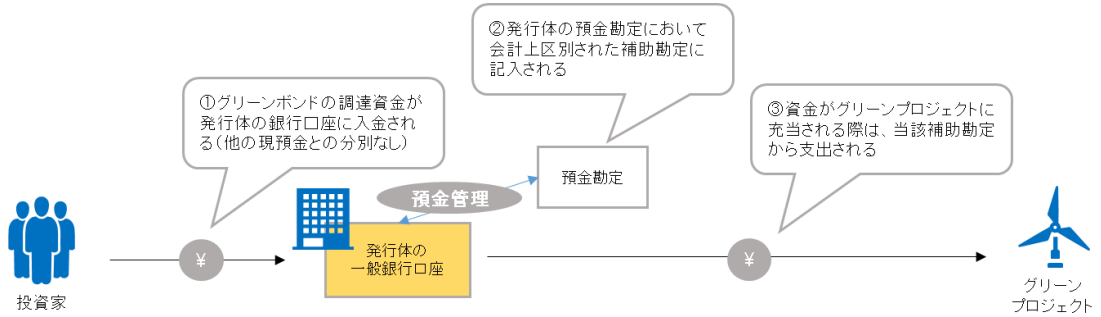 ②発行体の預金勘定において
会計上区別された補助勘定に
記入される
①グリーンボンドの調達資金が
発行体の銀行口座に入金され
る(他の現預金との分別なし)
③資金がグリーンプロジェクトに
充当される際は、当該補助勘定
から支出される
預金勘定
預金管理
発行体の
一般銀行口座
¥
¥
投資家
グリーン
プロジェクト